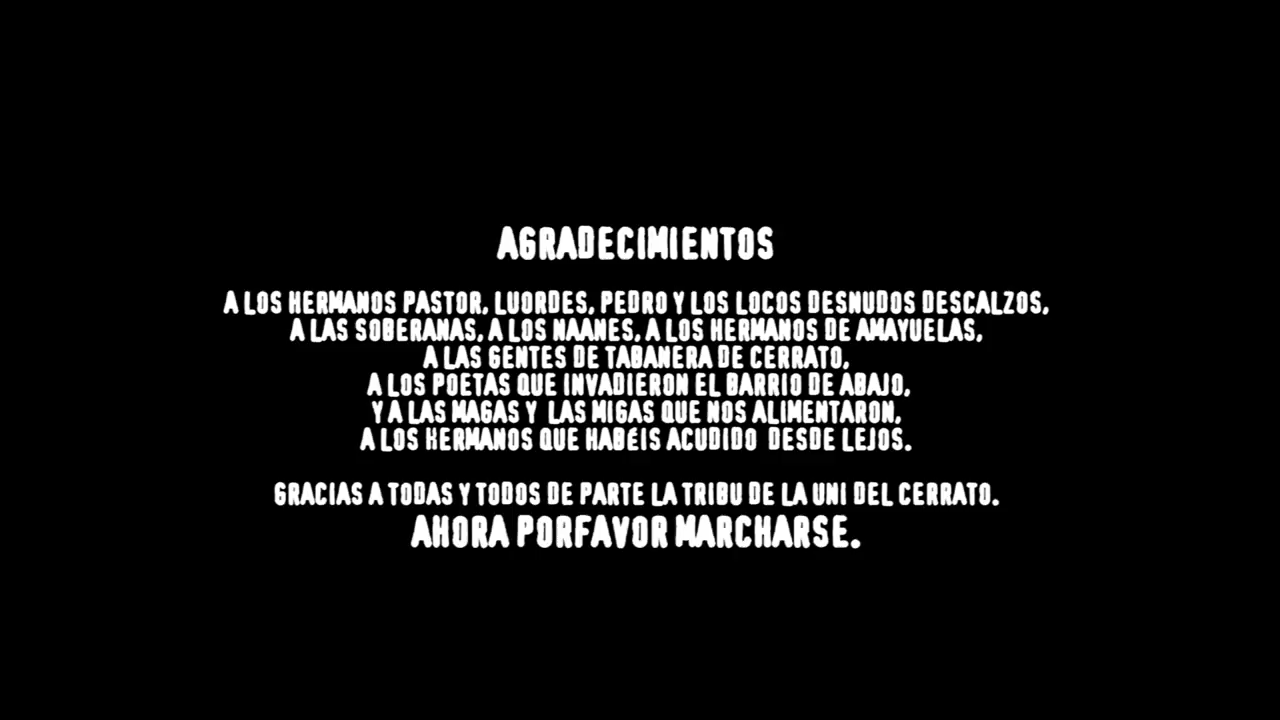 AGRADECIMIENTOS
A LOS HERMANOS PASTOR, LUORDES, PEDRO Y LOS LOCOS DESNUDOS DESCALZOS,
A LAS SOBERANAS, A LOS NAANES, A LOS HERMANOS DE AMAYUELAS,
A LAS GENTES DE TABANERA DE CERRATO,
A LOS POETAS QUE INVADIERON EL BARRIO DE ABAJO,
Y A LAS MAGAS Y LAS MIGAS QUE NOS ALIMENTARON,
A LOS HERMANOS QUE HABÉIS ACUDIDO DESDE LEJOS.
GRACIAS A TODAS Y TODOS DE PARTE LA TRIBU DE LA UNI DEL CERRATO.
AHORA PORFAVOR MARCHARSE.